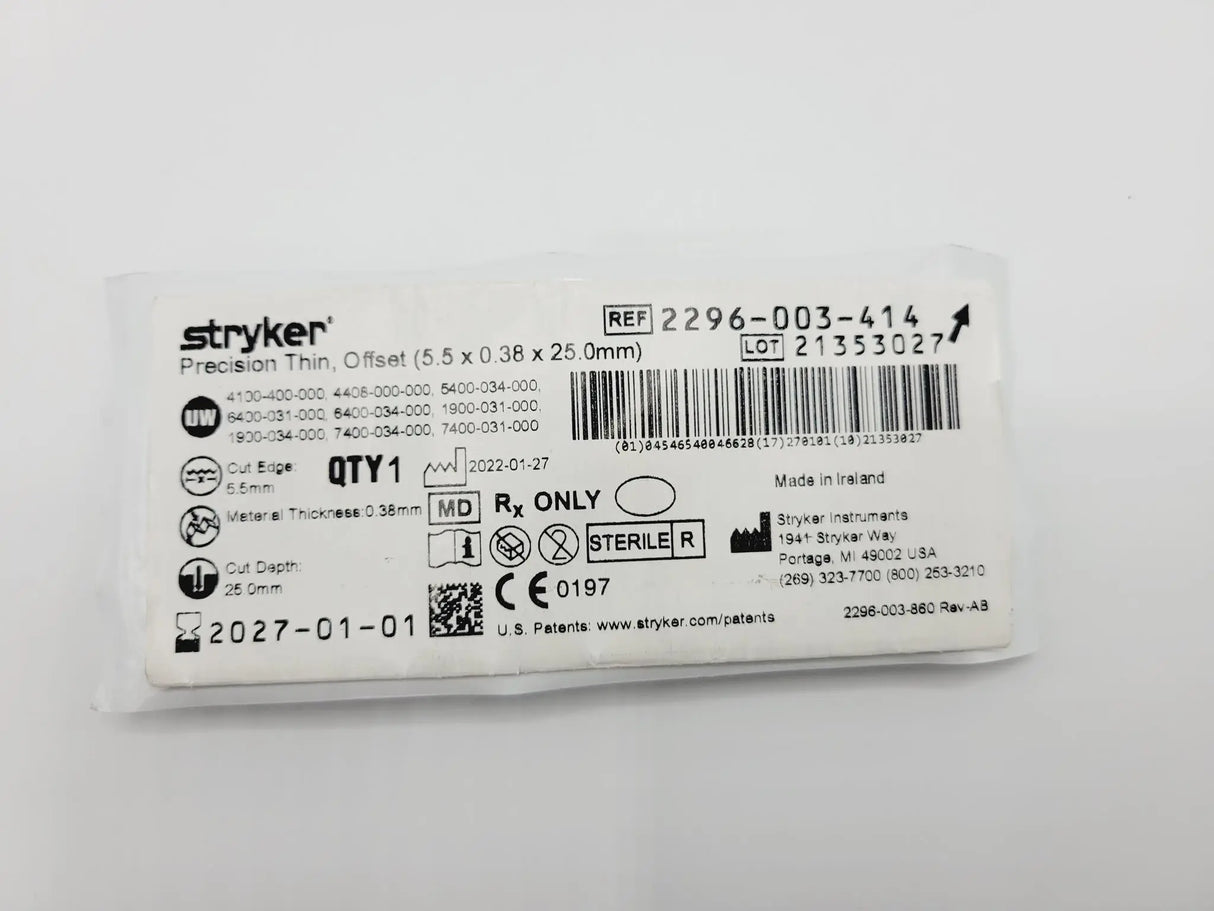 stryker®
Precision Thin, Offset (5.5 x 0.38 x 25.0mm)
REF 2296-003-414
LOT 21353027
UW
4100-400-000, 4408-000-000, 5400-034-000,
6400-031-000, 6400-034-000, 1900-031-000,
1900-034-000, 7400-034-000, 7400-031-000
(01)04546540046628(17)270101(10)21353027
Cut Edge:
5.5mm
QTY 1
2022-01-27
Material Thickness:0.38mm
MD
Rx ONLY
Made in Ireland
Cut Depth:
25.0mm
i
2
STERILE R
Stryker Instruments
1941 Stryker Way
Portage, MI 49002 USA
(269) 323-7700 (800) 253-3210
2027-01-01
CE 0197
U.S. Patents: www.stryker.com/patents
2296-003-860 Rev-AB